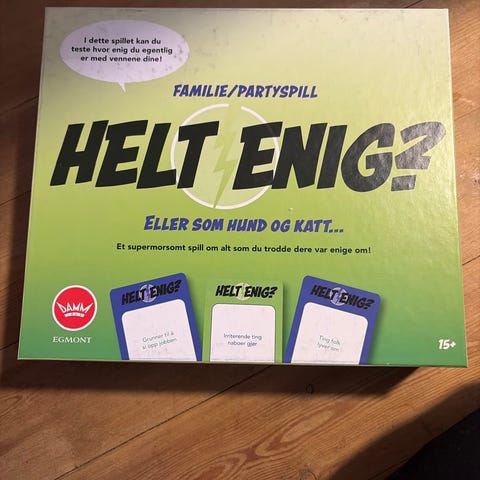 I dette spillet kan du
teste hvor enig du egentlig
er med vennene dine!
FAMILIE/PARTYSPILL
HELT ENIG?
ELLER SOM HUND OG KATT...
Et supermorsomt spill om alt som du trodde dere var enige om!
DAMM
EGMONT
HELT ENIG?
Grunner til å
si opp jobben
HELT ENIG?
Irriterende ting
naboer gjør
HELT ENIG?
Ting folk
lyver om
15+